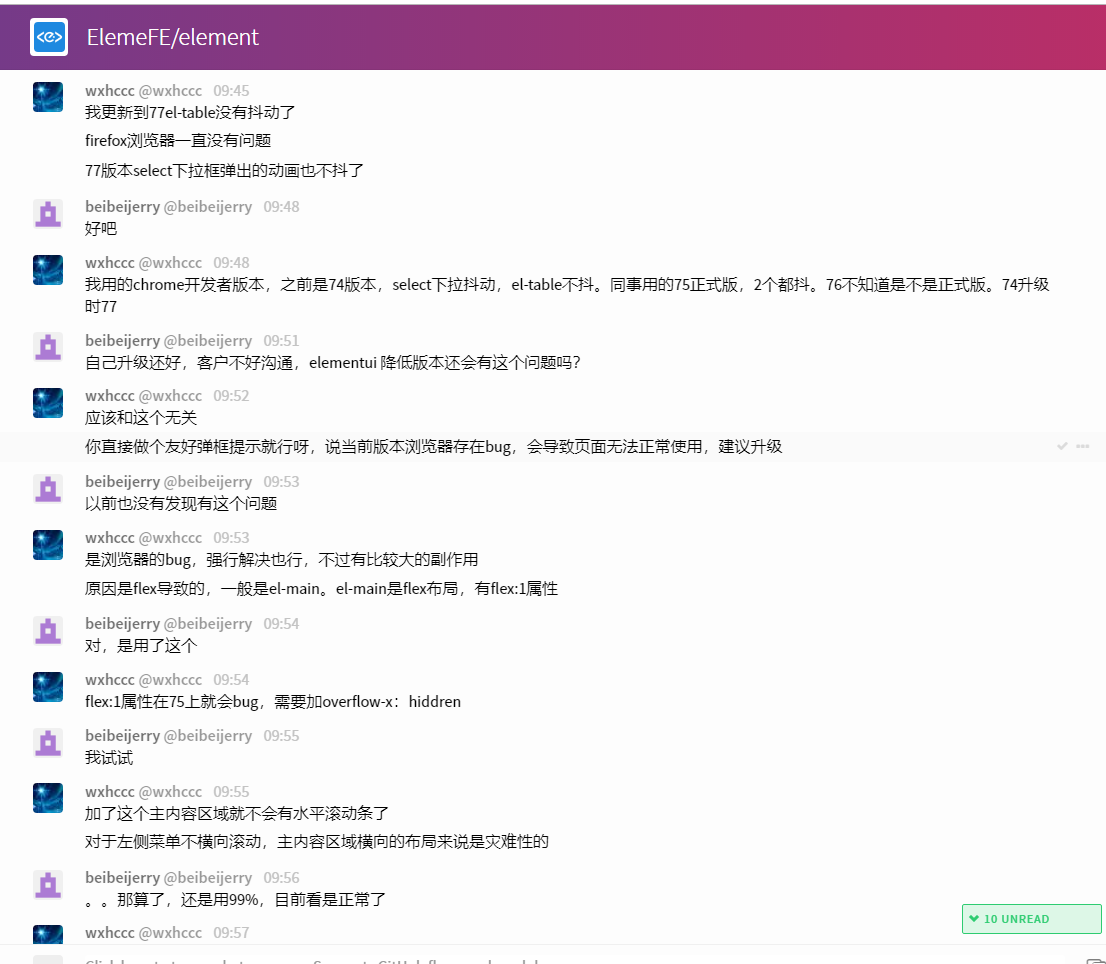 <e>
ElemeFE/element
wxhccc @wxhccc 09:45
我更新到77el-table没有抖动了
firefox浏览器一直没有问题
77版本select下拉框弹出的动画也不抖了
beibeijerry @beibeijerry 09:48
好吧
wxhccc @wxhccc 09:48
我用的chrome开发者版本，之前是74版本，select下拉抖动，el-table不抖。同事用的75正式版，2个都抖。76不知道是不是正式版。74升级
时77
beibeijerry @beibeijerry 09:51
自己升级还好，客户不好沟通，elementui 降低版本还会有这个问题吗？
wxhccc @wxhccc 09:52
应该和这个无关
你直接做个友好弹框提示就行呀，说当前版本浏览器存在bug，会导致页面无法正常使用，建议升级
beibeijerry @beibeijerry 09:53
以前也没有发现有这个问题
wxhccc @wxhccc 09:53
是浏览器的bug，强行解决也行，不过有比较大的副作用
原因是flex导致的，一般是el-main。el-main是flex布局，有flex:1属性
beibeijerry @beibeijerry 09:54
对，是用了这个
wxhccc @wxhccc 09:54
flex:1属性在75上就会bug，需要加overflow-x：hiddren
beibeijerry @beibeijerry 09:55
我试试
wxhccc @wxhccc 09:55
加了这个主内容区域就不会有水平滚动条了
对于左侧菜单不横向滚动，主内容区域横向的布局来说是灾难性的
beibeijerry @beibeijerry 09:56
。。那算了，还是用99%，目前看是正常了
10 UNREAD
wxhccc @wxhccc 09:57